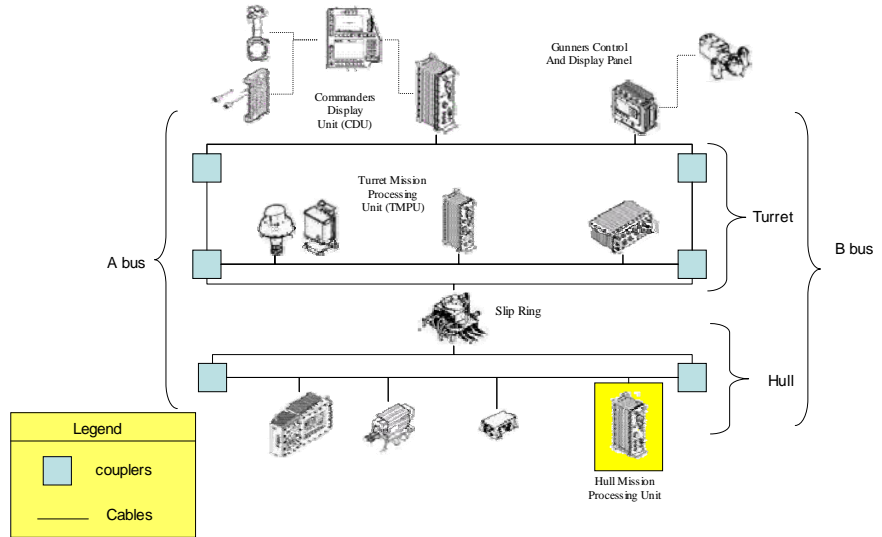 Gunners Control
And Display Panel
Commanders
Display
Unit (CDU)
Turret Mission
Processing
Unit (TMPU)
Turret
A bus
B bus
Slip Ring
Hull
Legend
couplers
Cables
Hull Mission
Processing Unit